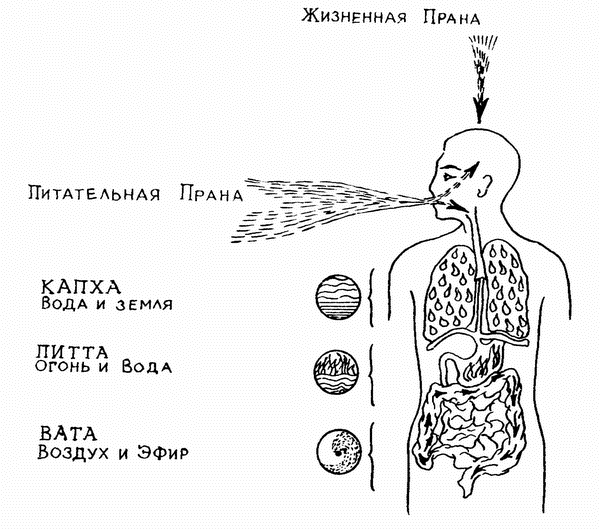 Жизненная Прана
Питательная Прана
Капха
Вода и земля
Питта
Огонь и Вода
Вата
Воздух и Эфир